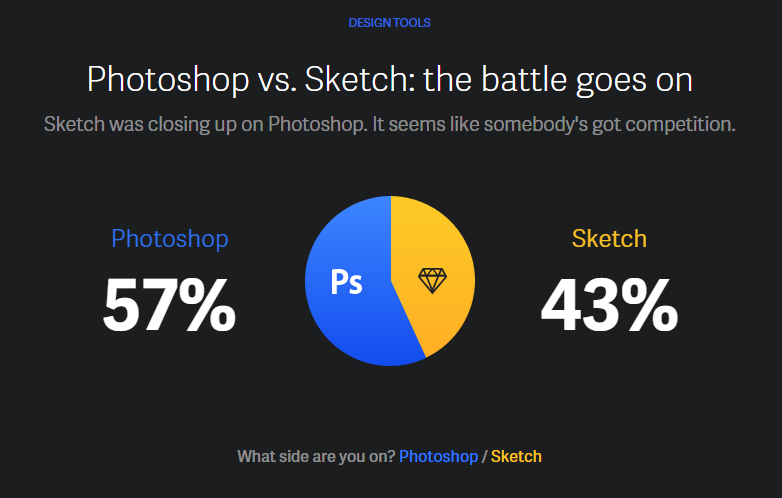 DESIGN TOOLS
Photoshop vs. Sketch: the battle goes on
Sketch was closing up on Photoshop. It seems like somebody's got competition.
Photoshop
57%
Ps
Sketch
43%
What side are you on? Photoshop / Sketch